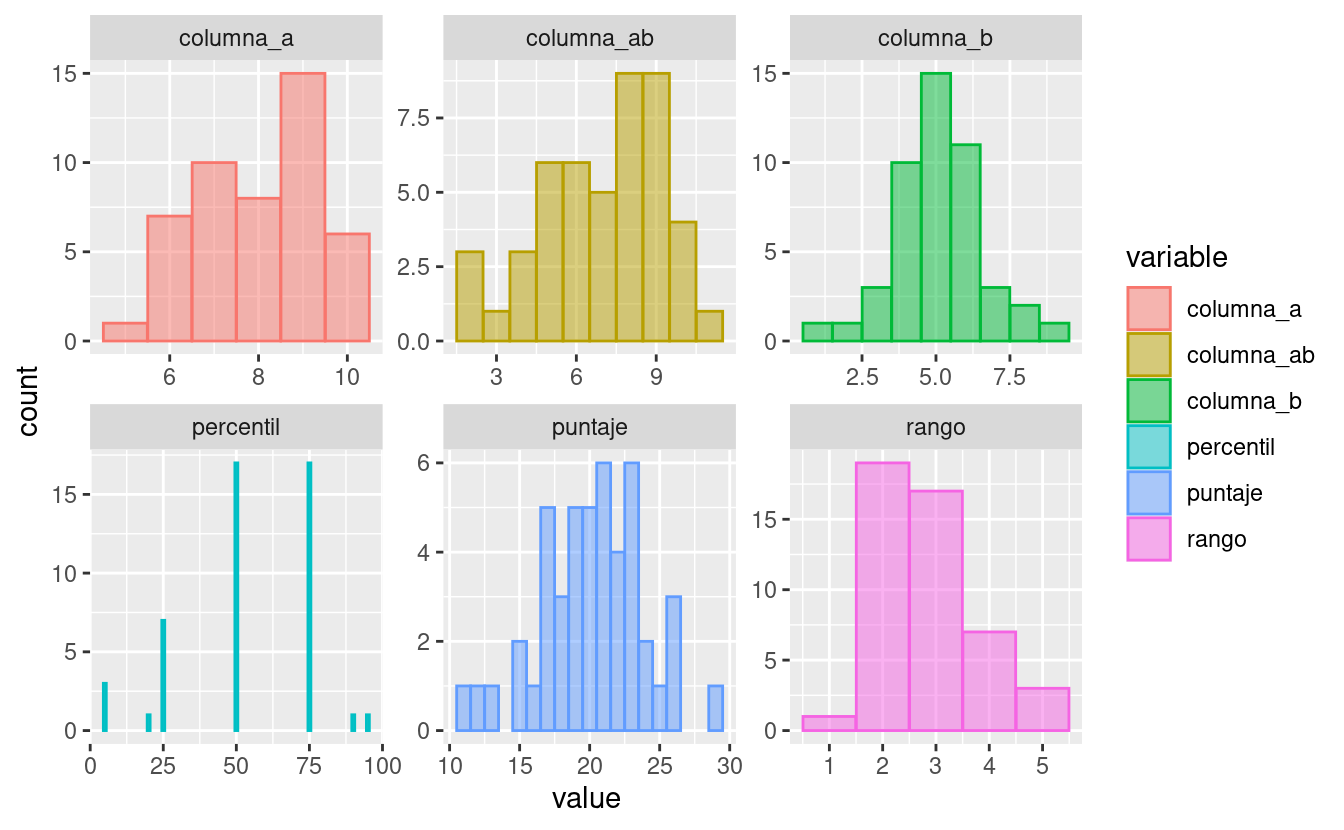 columna_a columna_ab columna_b
15 10 5 0
7.5 5.0 2.5 0.0
15 10 5 0
6 8 10
3 6 9
2.5 5.0 7.5
count
percentil puntaje rango
15 10 5 0
6 4 2 0
15 10 5 0
0 25 50 75 100
10 15 20 25 30
1 2 3 4 5
value
variable
columna_a
columna_ab
columna_b
percentil
puntaje
rango